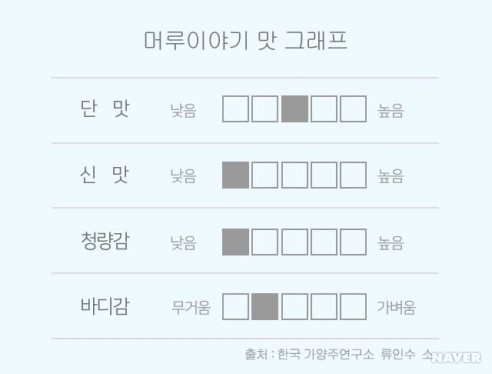 머루이야기 맛 그래프
단 맛 낮음 높음
신 맛 낮음 높음
청량감 낮음 높음
바디감 무거움 가벼움
출처 : 한국 가양주연구소 류인수 소
NAVER